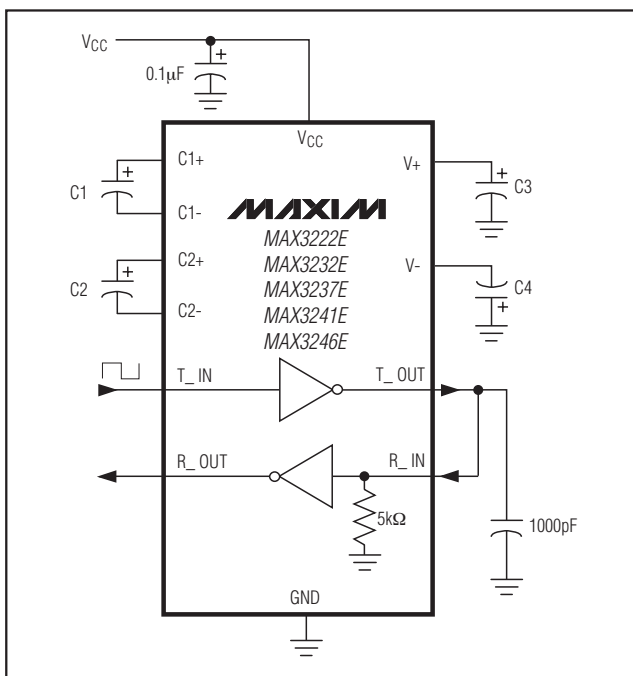 VCC
0.1µF
VCC
C1
C1+
C1-
V+
C3
MAXIM
MAX3222E
MAX3232E
MAX3237E
MAX3241E
MAX3246E
C2
C2+
C2-
V-
C4
T_ IN
T_ OUT
R_ OUT
R_ IN
5kΩ
1000pF
GND
+
+
+
+
+